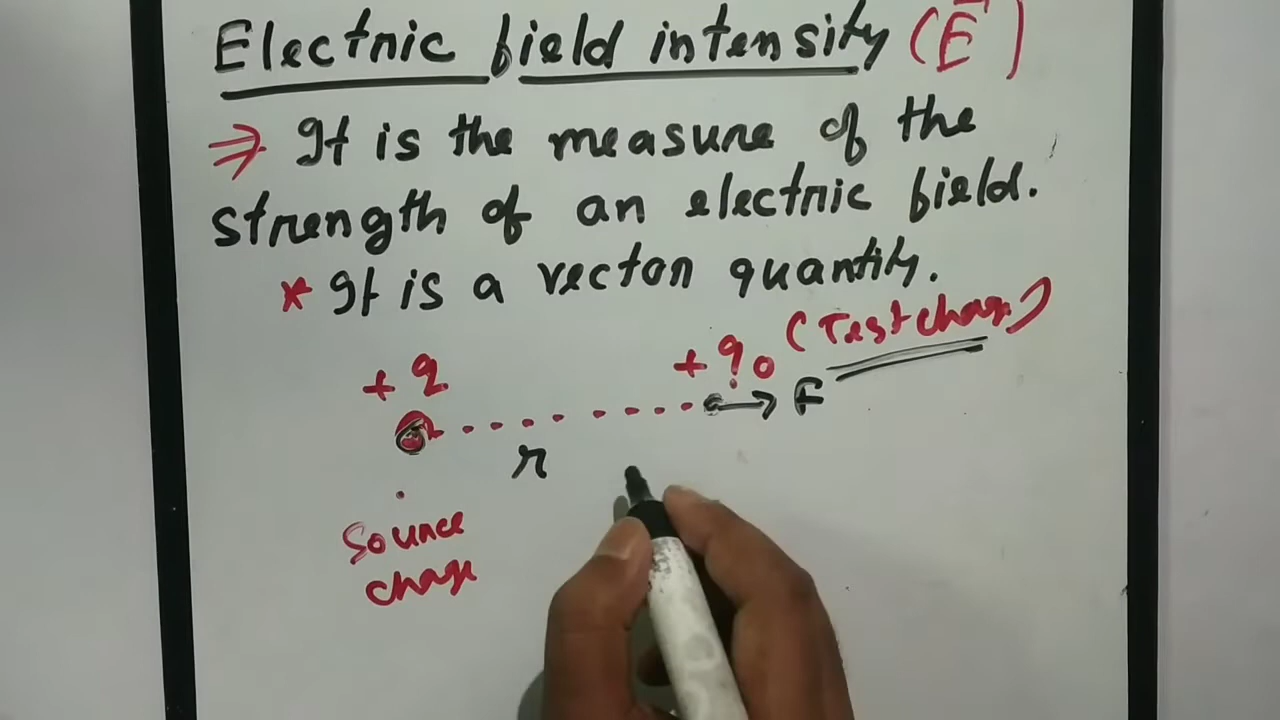 Electric field intensity (E⃗)
⇒ It is the measure of the
strength of an electric field.
* It is a vector quantity.
+q +q₀ (Test charge)
F
r
Source
charge